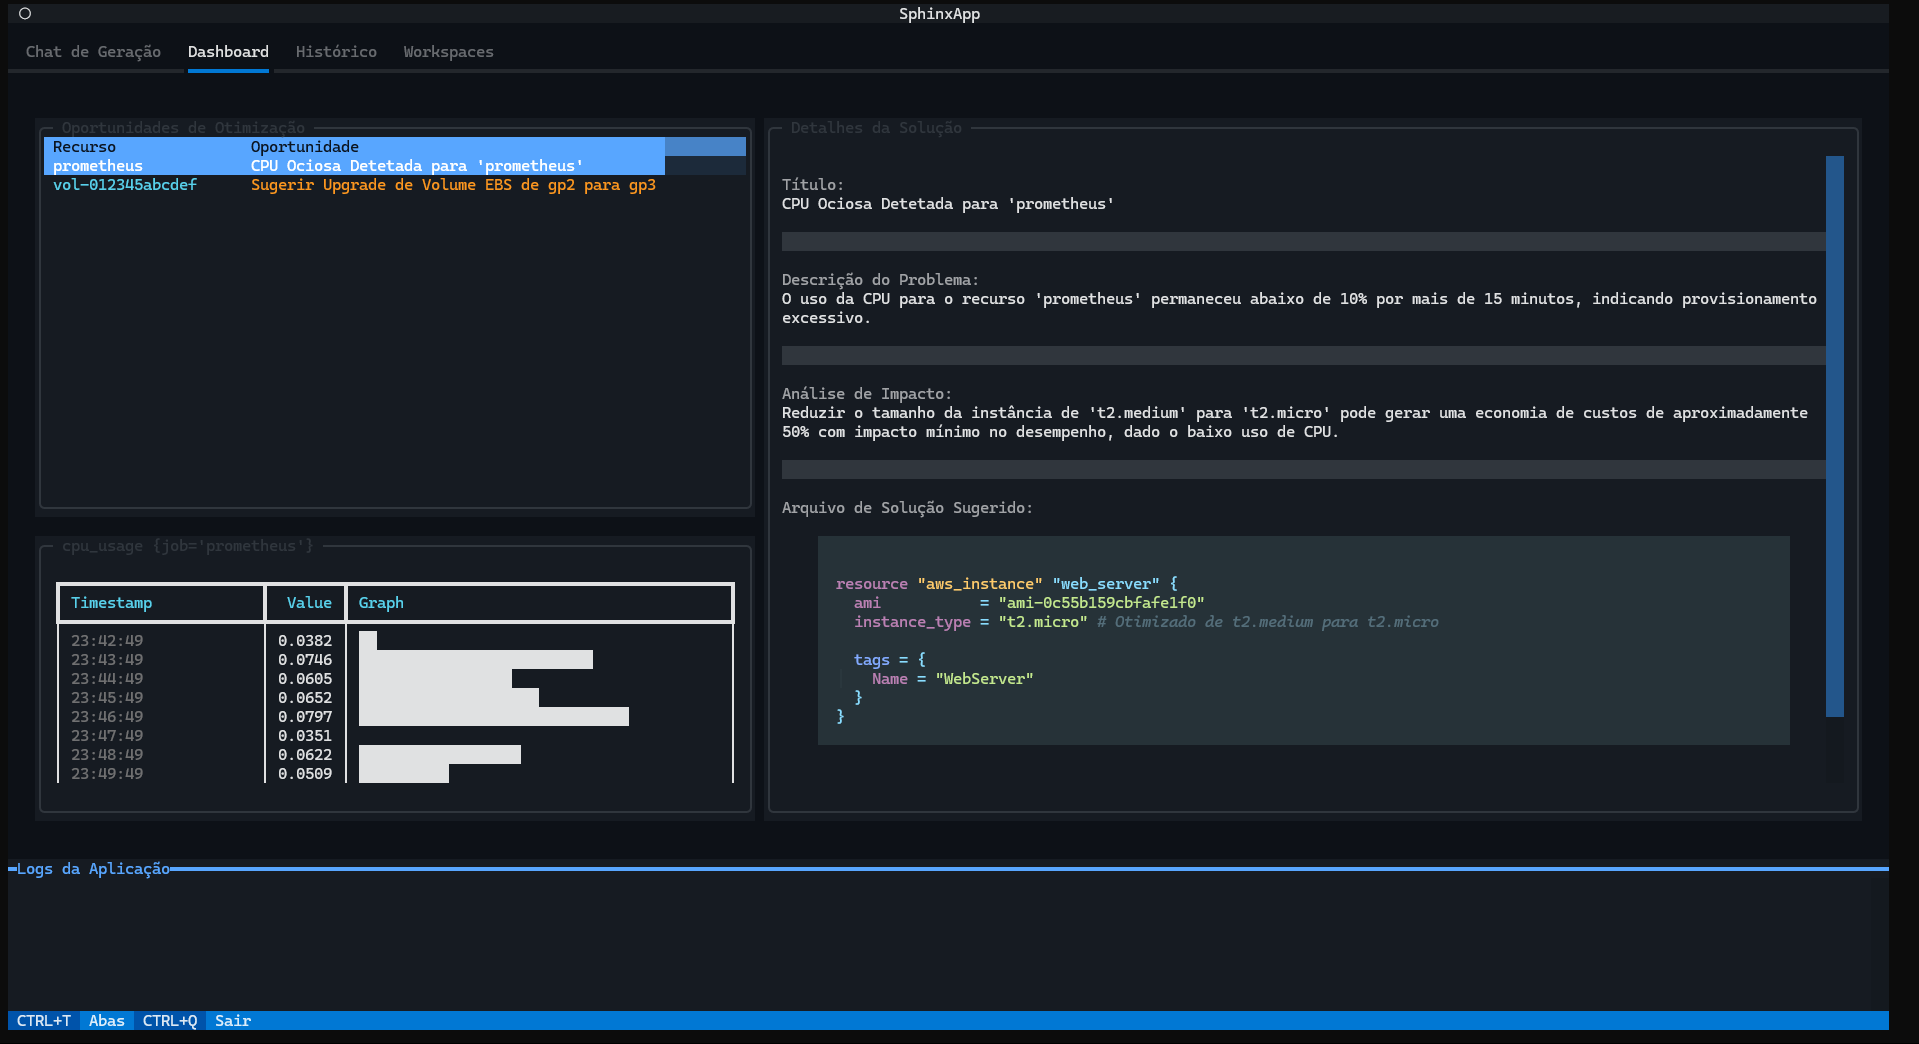 SphinxApp
Chat de Geração Dashboard Histórico Workspaces
Oportunidades de Otimização
Recurso Oportunidade
prometheus CPU Ociosa Detetada para 'prometheus'
vol-012345abcdef Sugerir Upgrade de Volume EBS de gp2 para gp3
cpu_usage {job='prometheus'}
Timestamp Value Graph
23:42:49 0.0382
23:43:49 0.0746
23:44:49 0.0605
23:45:49 0.0652
23:46:49 0.0797
23:47:49 0.0351
23:48:49 0.0622
23:49:49 0.0509
Detalhes da Solução
Título:
CPU Ociosa Detetada para 'prometheus'
Descrição do Problema:
O uso da CPU para o recurso 'prometheus' permaneceu abaixo de 10% por mais de 15 minutos, indicando provisionamento
excessivo.
Análise de Impacto:
Reduzir o tamanho da instância de 't2.medium' para 't2.micro' pode gerar uma economia de custos de aproximadamente
50% com impacto mínimo no desempenho, dado o baixo uso de CPU.
Arquivo de Solução Sugerido:
resource "aws_instance" "web_server" {
ami = "ami-0c55b159cbfafe1f0"
instance_type = "t2.micro" # Otimizado de t2.medium para t2.micro
tags = {
Name = "WebServer"
}
}
Logs da Aplicação
CTRL+T Abas CTRL+Q Sair